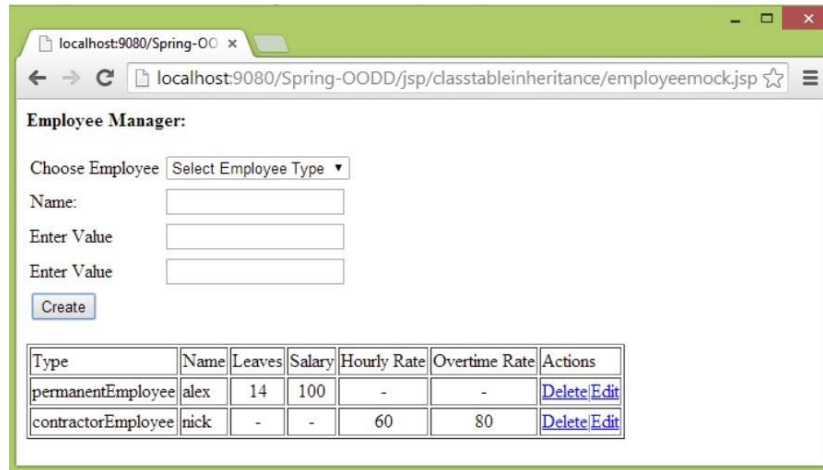 localhost:9080/Spring-OO
localhost:9080/Spring-OODD/jsp/classtableinheritance/employeemock.jsp
Employee Manager:
Choose Employee Select Employee Type
Name:
Enter Value
Enter Value
Create
Type Name Leaves Salary Hourly Rate Overtime Rate Actions
permanentEmployee alex 14 100 - - Delete|Edit
contractorEmployee nick - - 60 80 Delete|Edit